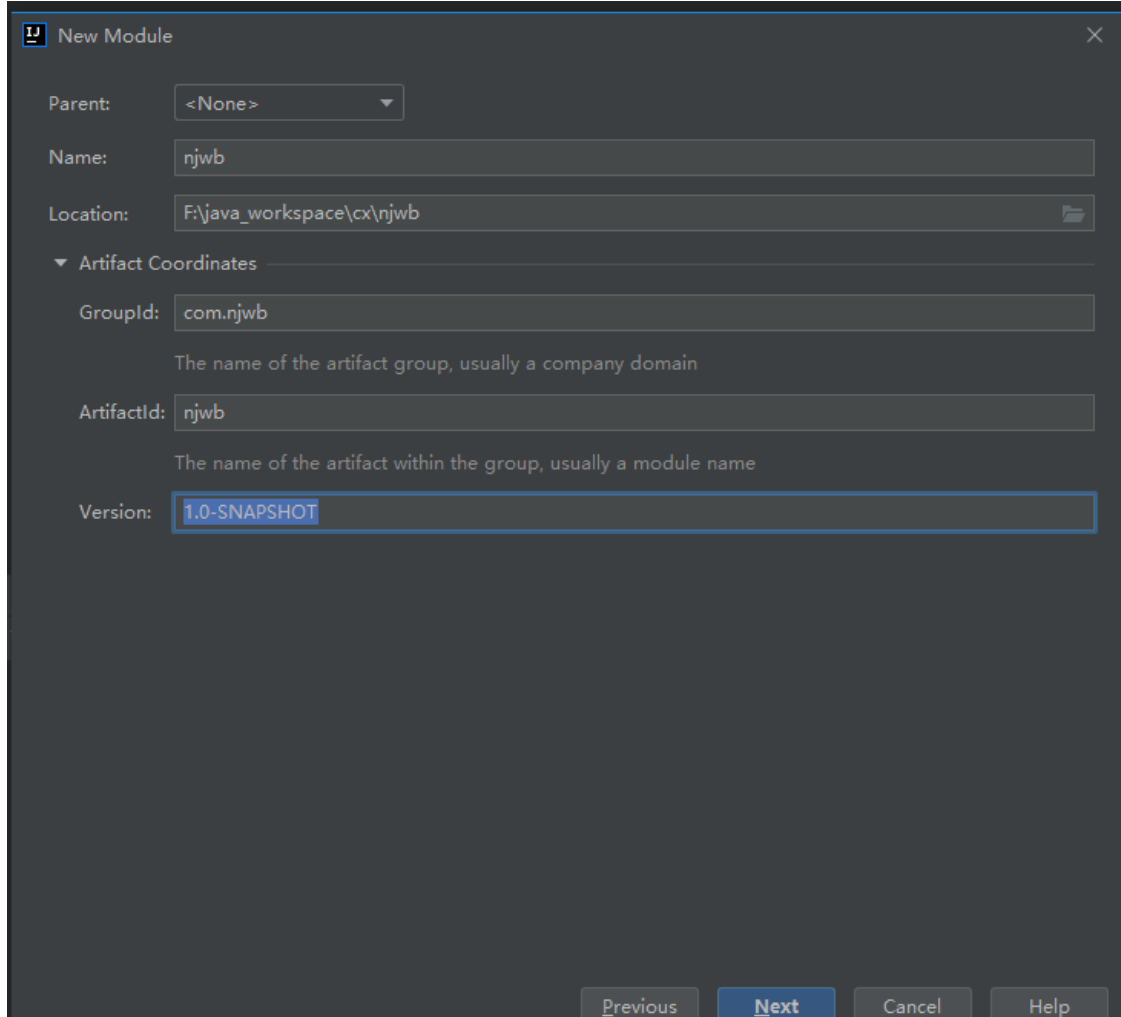 IJ New Module
Parent: <None>
Name: njwb
Location: F:\java_workspace\cx\njwb
Artifact Coordinates
GroupId: com.njwb
The name of the artifact group, usually a company domain
ArtifactId: njwb
The name of the artifact within the group, usually a module name
Version: 1.0-SNAPSHOT
Previous Next Cancel Help